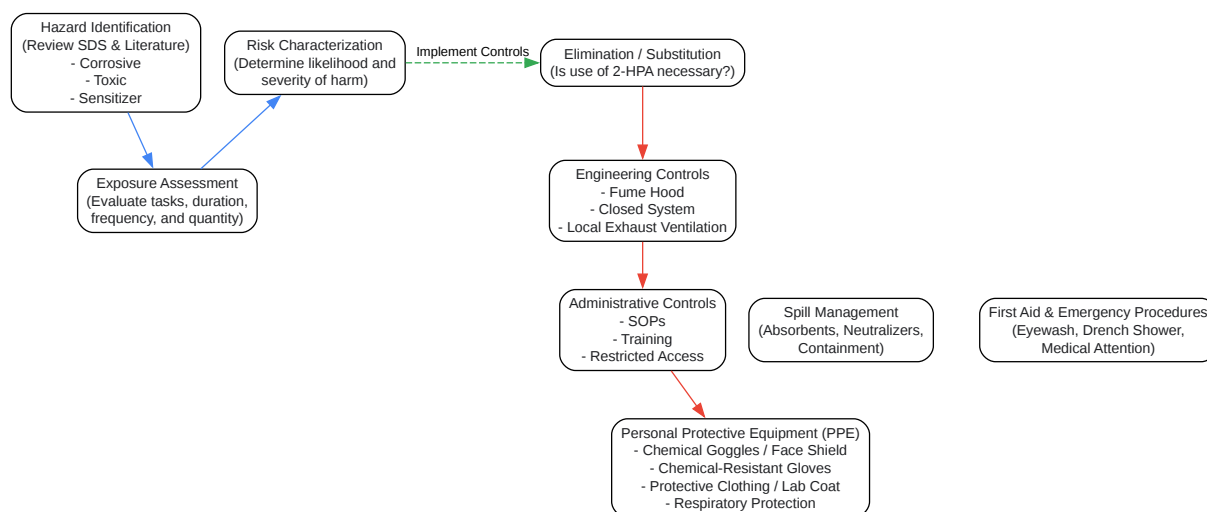 Hazard Identification
(Review SDS & Literature)
- Corrosive
- Toxic
- Sensitizer
Exposure Assessment
(Evaluate tasks, duration,
frequency, and quantity)
Risk Characterization
(Determine likelihood and
severity of harm)
Implement Controls
Elimination / Substitution
(Is use of 2-HPA necessary?)
Engineering Controls
- Fume Hood
- Closed System
- Local Exhaust Ventilation
Administrative Controls
- SOPs
- Training
- Restricted Access
Personal Protective Equipment (PPE)
- Chemical Goggles / Face Shield
- Chemical-Resistant Gloves
- Protective Clothing / Lab Coat
- Respiratory Protection
Spill Management
(Absorbents, Neutralizers,
Containment)
First Aid & Emergency Procedures
(Eyewash, Drench Shower,
Medical Attention)